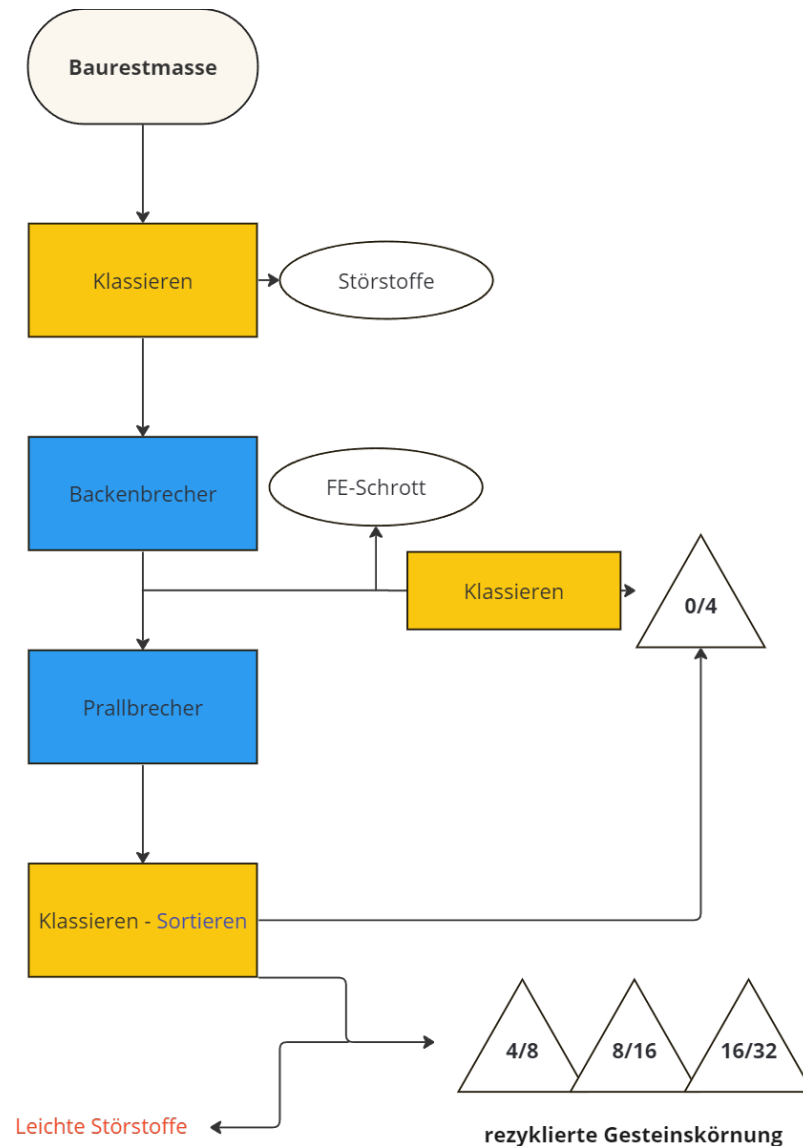 Baurestmasse
Klassieren
Störstoffe
Backenbrecher
FE-Schrott
Klassieren
0/4
Prallbrecher
Klassieren - Sortieren
4/8
8/16
16/32
Leichte Störstoffe
rezyklierte Gesteinskörnung